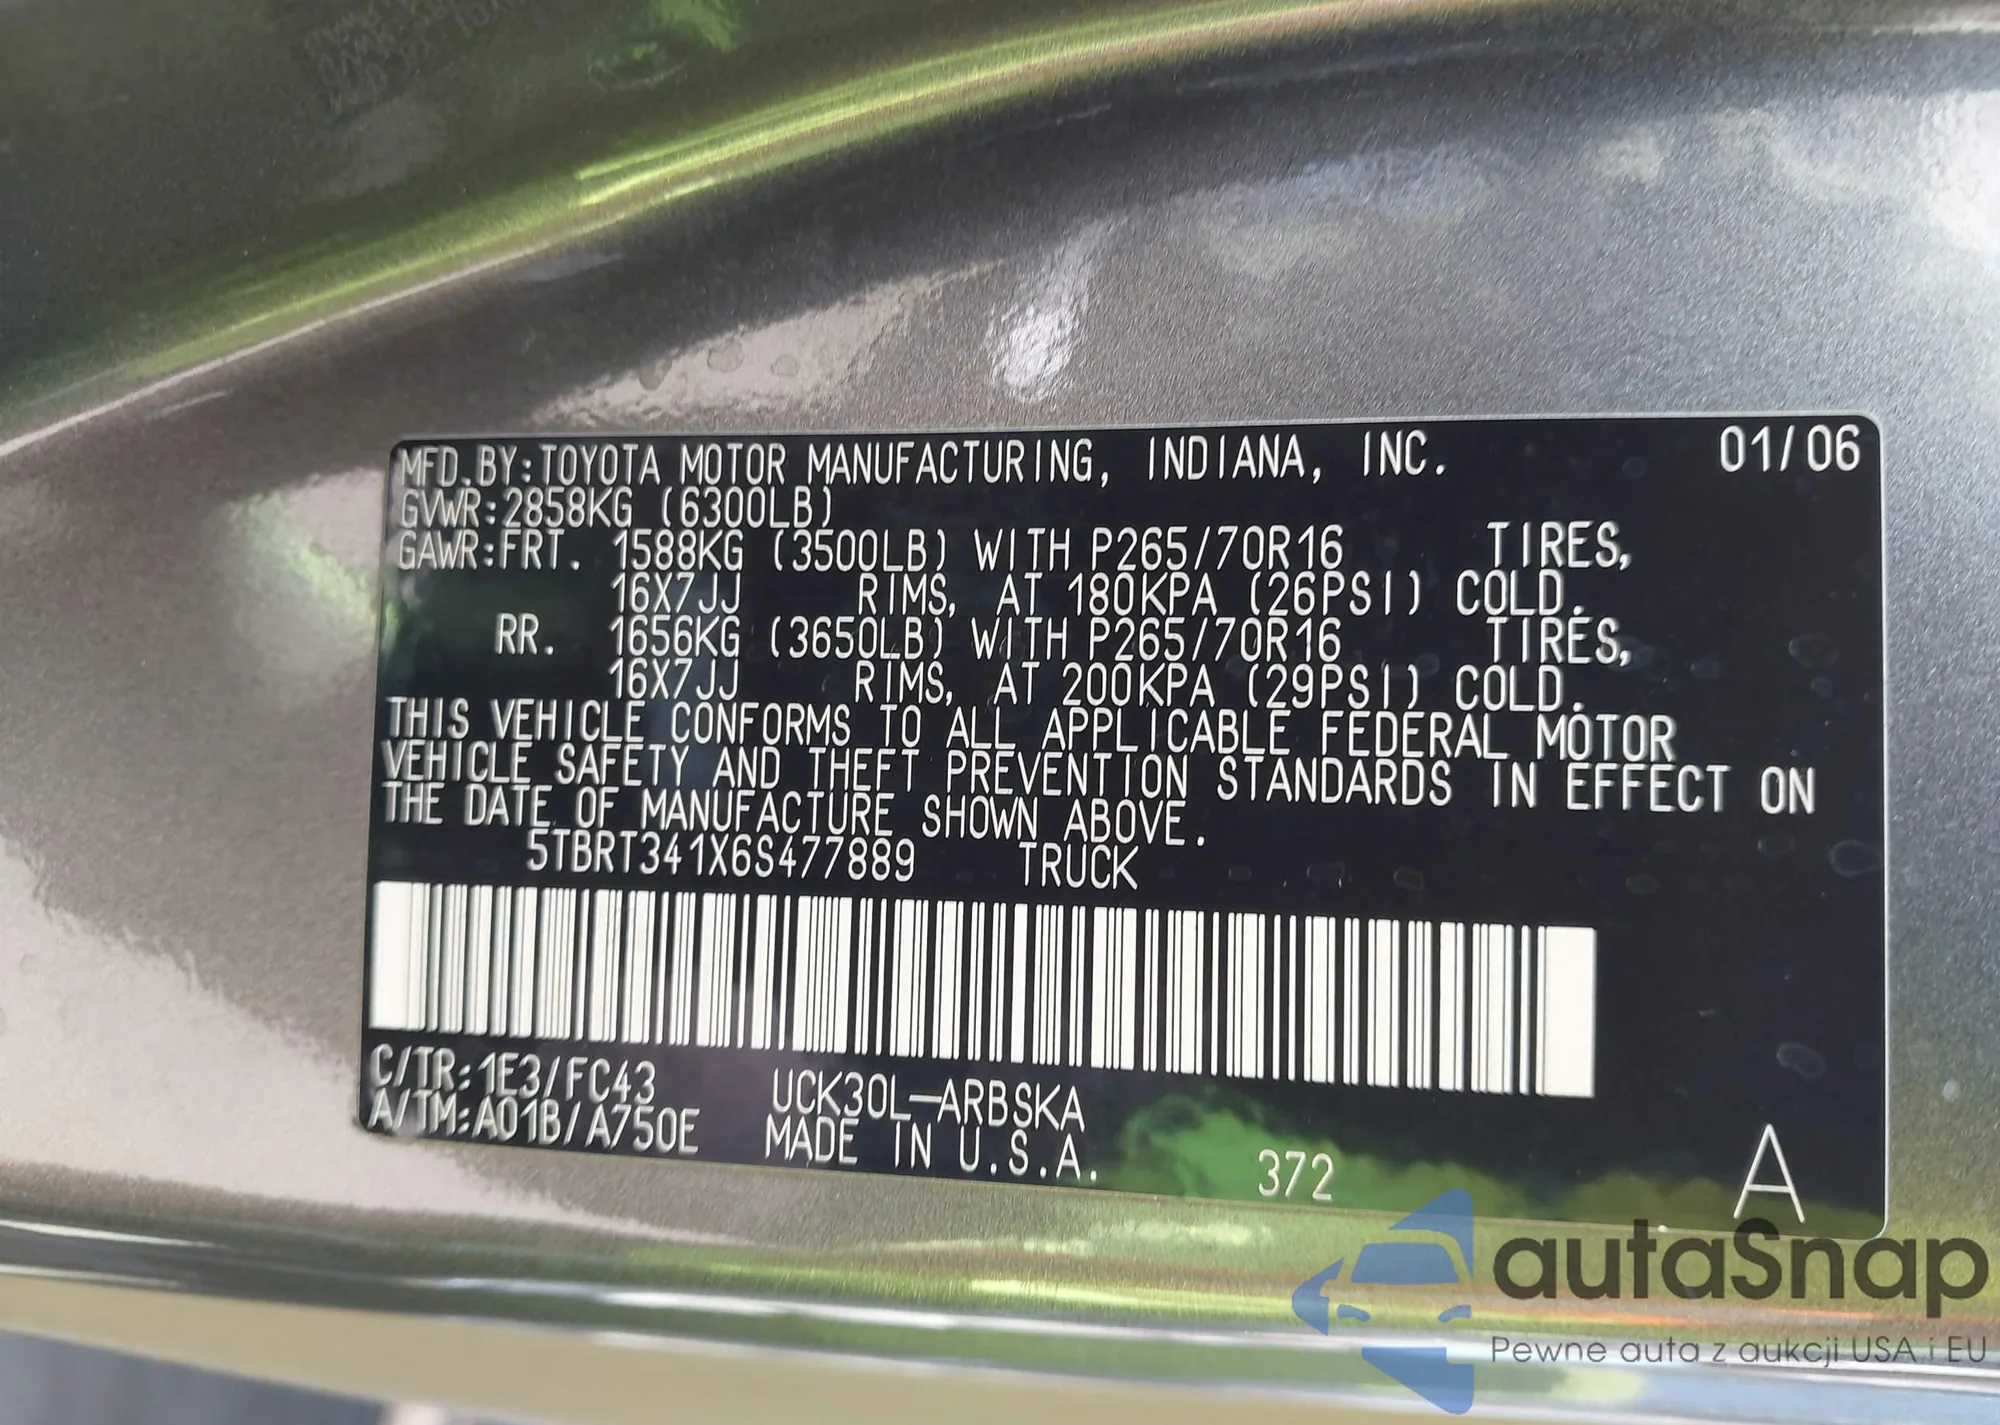 MFD.BY:TOYOTA MOTOR MANUFACTURING, INDIANA, INC. 01/06
GVWR:2858KG (6300LB)
GAWR:FRT. 1588KG (3500LB) WITH P265/70R16 TIRES,
16X7JJ RIMS, AT 180KPA (26PSI) COLD.
RR. 1656KG (3650LB) WITH P265/70R16 TIRES,
16X7JJ RIMS, AT 200KPA (29PSI) COLD.
THIS VEHICLE CONFORMS TO ALL APPLICABLE FEDERAL MOTOR
VEHICLE SAFETY AND THEFT PREVENTION STANDARDS IN EFFECT ON
THE DATE OF MANUFACTURE SHOWN ABOVE.
5TBRT341X6S477889 TRUCK
C/TR:1E3/FC43 UCK30L-ARBSKA
A/TM:A01B/A750E MADE IN U.S.A. 372 A
autaSnap
Pewne auta z aukcji USA i EU